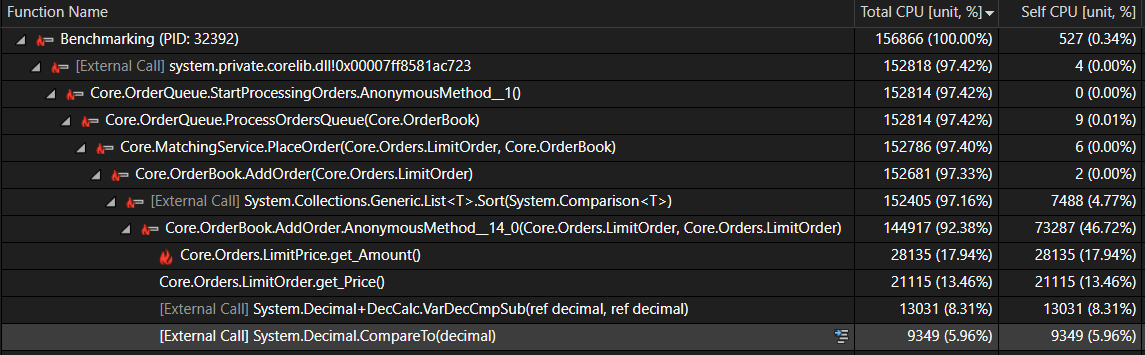 Function Name Total CPU [unit, %] Self CPU [unit, %]
Benchmarking (PID: 32392) 156866 (100.00%) 527 (0.34%)
[External Call] system.private.corelib.dll!0x00007ff8581ac723 152818 (97.42%) 4 (0.00%)
Core.OrderQueue.StartProcessingOrders.AnonymousMethod__1() 152814 (97.42%) 0 (0.00%)
Core.OrderQueue.ProcessOrdersQueue(Core.OrderBook) 152814 (97.42%) 9 (0.01%)
Core.MatchingService.PlaceOrder(Core.Orders.LimitOrder, Core.OrderBook) 152786 (97.40%) 6 (0.00%)
Core.OrderBook.AddOrder(Core.Orders.LimitOrder) 152681 (97.33%) 2 (0.00%)
[External Call] System.Collections.Generic.List<T>.Sort(System.Comparison<T>) 152405 (97.16%) 7488 (4.77%)
Core.OrderBook.AddOrder.AnonymousMethod__14_0(Core.Orders.LimitOrder, Core.Orders.LimitOrder) 144917 (92.38%) 73287 (46.72%)
Core.Orders.LimitPrice.get_Amount() 28135 (17.94%) 28135 (17.94%)
Core.Orders.LimitOrder.get_Price() 21115 (13.46%) 21115 (13.46%)
[External Call] System.Decimal+DecCalc.VarDecCmpSub(ref decimal, ref decimal) 13031 (8.31%) 13031 (8.31%)
[External Call] System.Decimal.CompareTo(decimal) 9349 (5.96%) 9349 (5.96%)